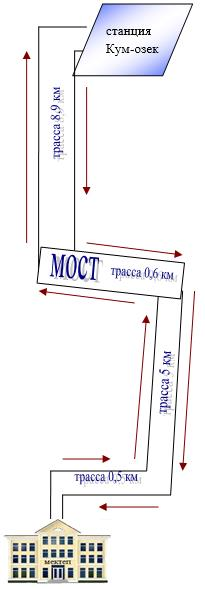 станция
Кум-озек
трасса 8,9 км
МОСТ
трасса 0,6 км
трасса 5 км
трасса 0,5 км
мектеп